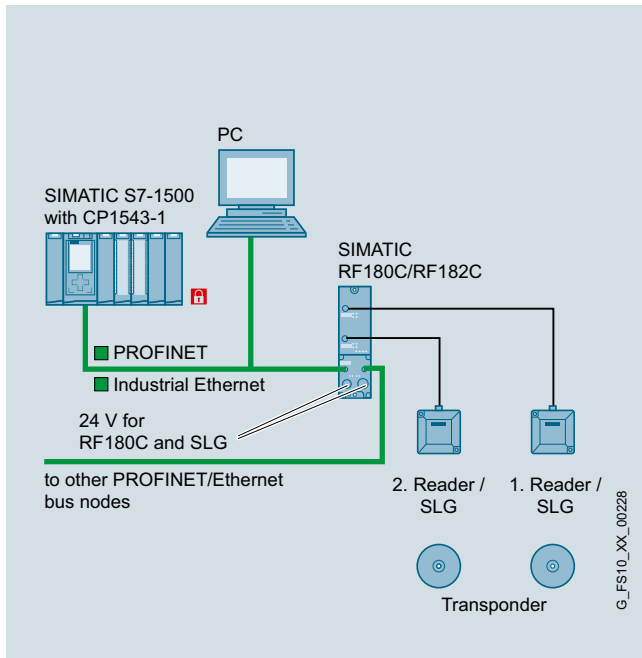 PC
SIMATIC S7-1500
with CP1543-1
SIMATIC
RF180C/RF182C
PROFINET
Industrial Ethernet
24 V for
RF180C and SLG
to other PROFINET/Ethernet
bus nodes
2. Reader /
SLG
1. Reader /
SLG
Transponder
G_FS10_XX_00228